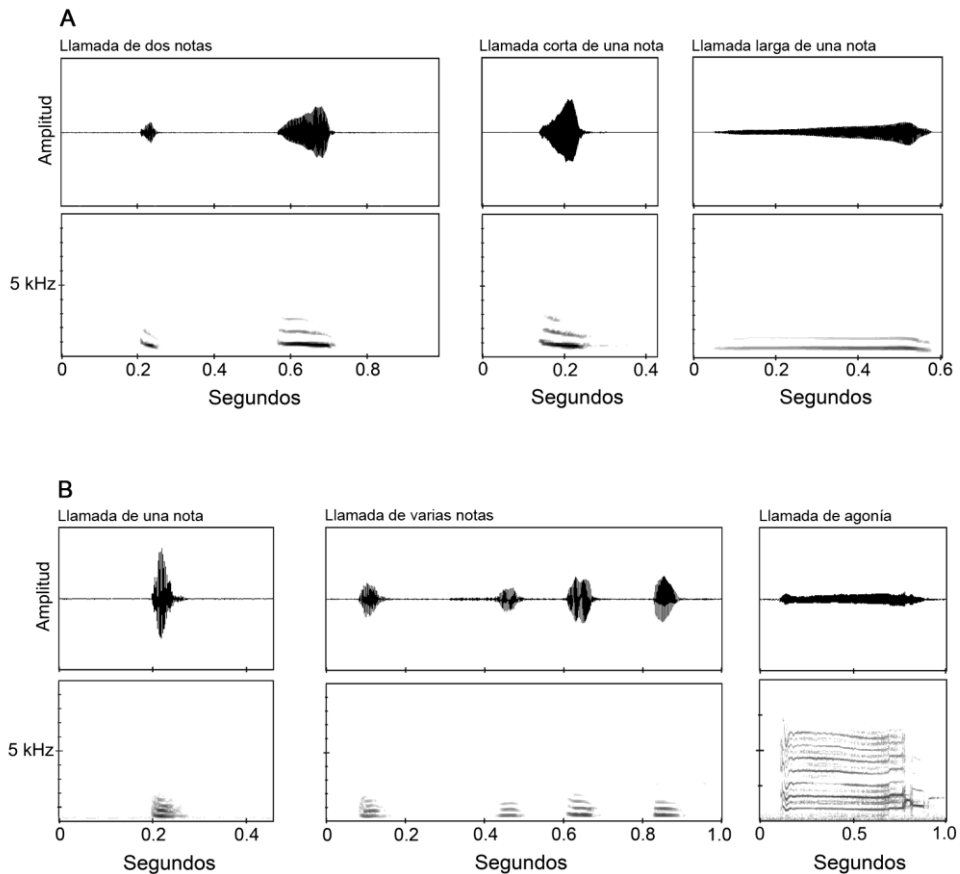 A
Llamada de dos notas
Llamada corta de una nota
Llamada larga de una nota
Amplitud
5 kHz
0 0.2 0.4 0.6 0.8
0 0.2 0.4
0 0.2 0.4 0.6
Segundos
Segundos
Segundos
B
Llamada de una nota
Llamada de varias notas
Llamada de agonía
Amplitud
5 kHz
0 0.2 0.4
0 0.2 0.4 0.6 0.8 1.0
0 0.5 1.0
Segundos
Segundos
Segundos